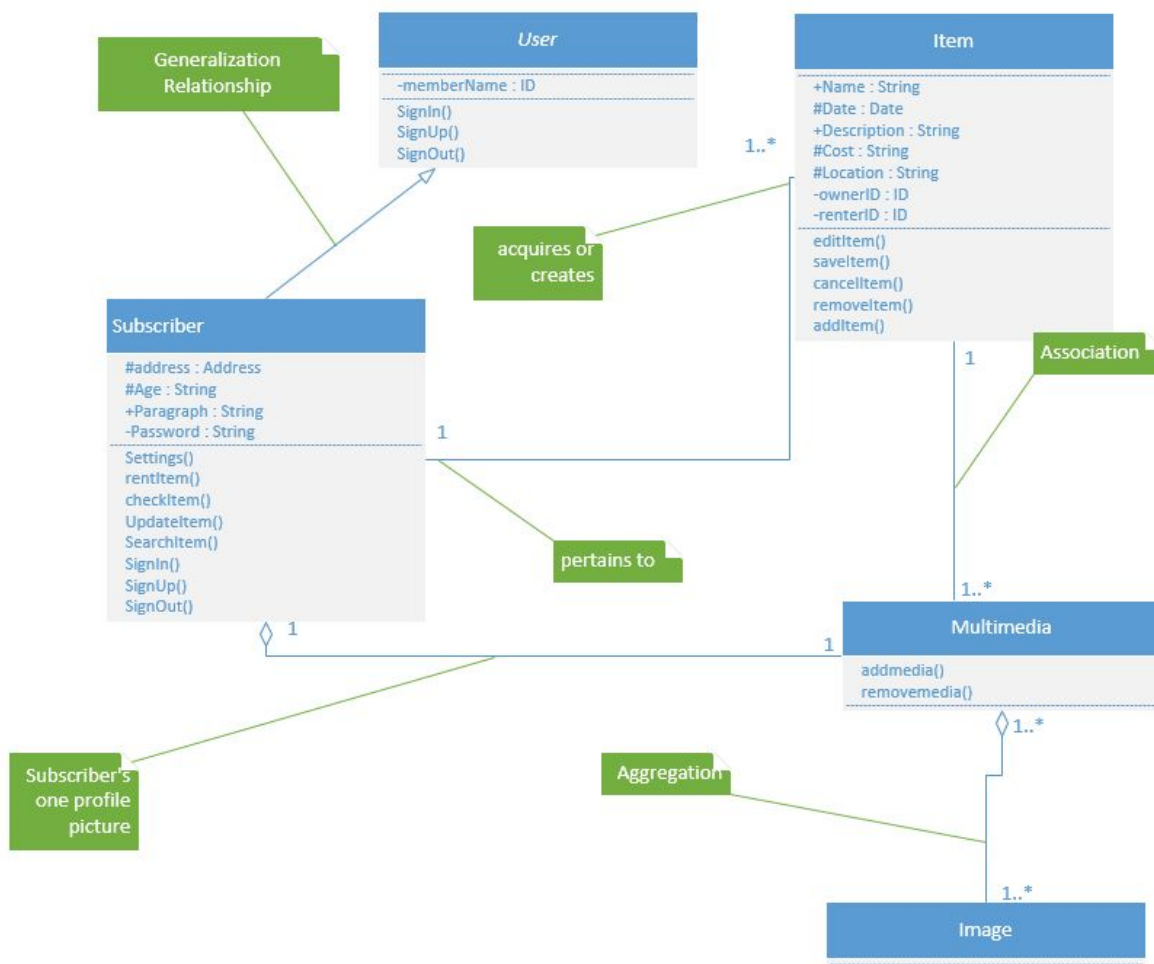 Generalization
Relationship
User
-memberName : ID
SignIn()
SignUp()
SignOut()
Item
+Name : String
#Date : Date
+Description : String
#Cost : String
#Location : String
-ownerID : ID
-renterID : ID
editItem()
saveItem()
cancelItem()
removeItem()
addItem()
1..*
acquires or
creates
Subscriber
#address : Address
#Age : String
+Paragraph : String
-Password : String
Settings()
rentItem()
checkItem()
UpdateItem()
SearchItem()
SignIn()
SignUp()
SignOut()
1
pertains to
1
Association
1..*
Multimedia
addmedia()
removemedia()
1
1
Subscriber's
one profile
picture
1..*
Aggregation
1..*
Image